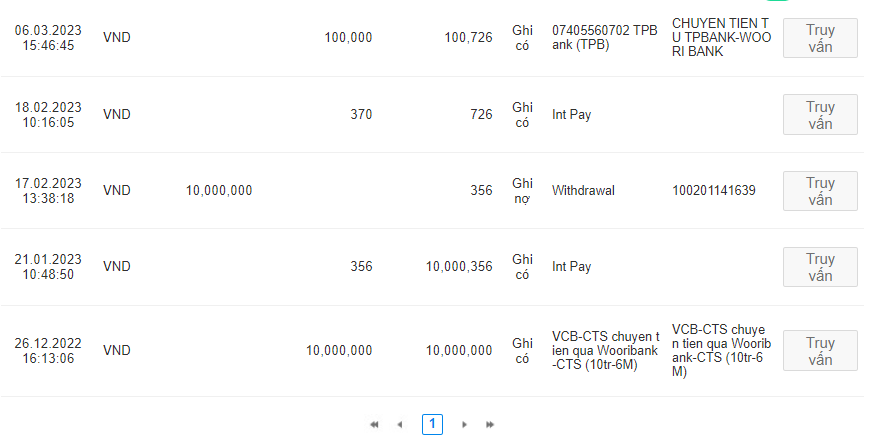 06.03.2023
15:46:45
VND
100,000
100,726
Ghi
có
07405560702 TPB
ank (TPB)
CHUYEN TIEN T
U TPBANK-WOO
RI BANK
Truy
vấn
18.02.2023
10:16:05
VND
370
726
Ghi
có
Int Pay
Truy
vấn
17.02.2023
13:38:18
VND
10,000,000
356
Ghi
nợ
Withdrawal
100201141639
Truy
vấn
21.01.2023
10:48:50
VND
356
10,000,356
Ghi
có
Int Pay
Truy
vấn
26.12.2022
16:13:06
VND
10,000,000
10,000,000
Ghi
có
VCB-CTS chuyen t
ien qua Wooribank
-CTS (10tr-6M)
VCB-CTS chuye
n tien qua Woorib
ank-CTS (10tr-6
M)
Truy
vấn
1